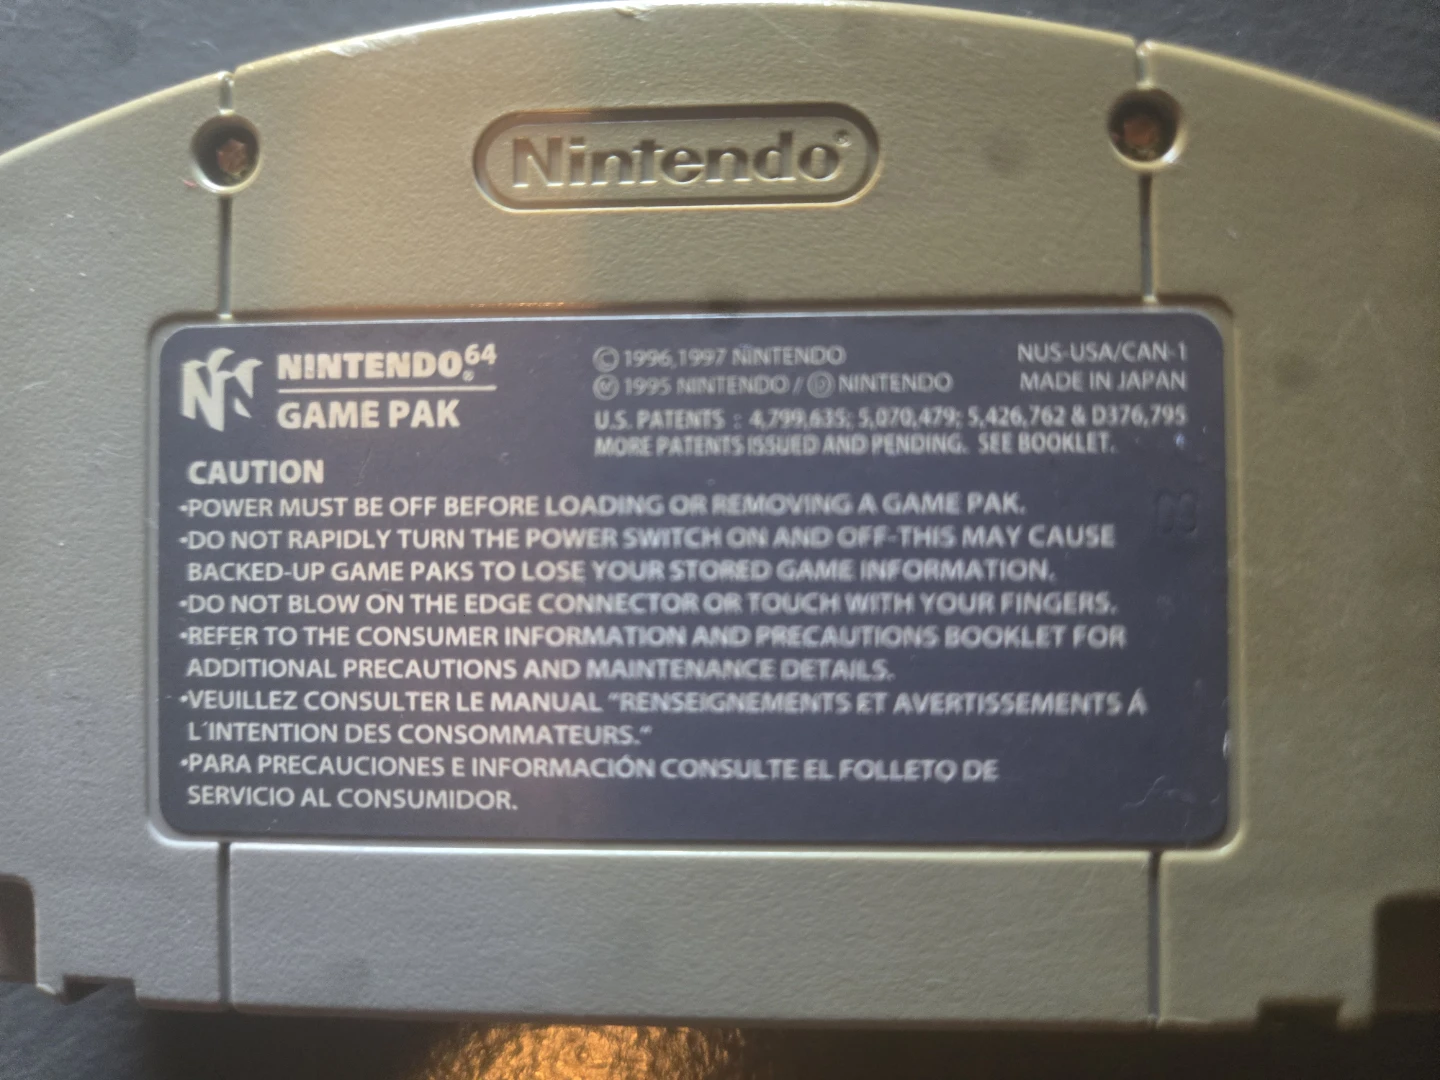 Nintendo®
NINTENDO⁶⁴®
GAME PAK
© 1996,1997 NINTENDO
Ⓜ 1995 NINTENDO / Ⓓ NINTENDO
NUS-USA/CAN-1
MADE IN JAPAN
U.S. PATENTS : 4,799,635; 5,070,479; 5,426,762 & D376,795
MORE PATENTS ISSUED AND PENDING. SEE BOOKLET.
CAUTION
•POWER MUST BE OFF BEFORE LOADING OR REMOVING A GAME PAK.
•DO NOT RAPIDLY TURN THE POWER SWITCH ON AND OFF-THIS MAY CAUSE
BACKED-UP GAME PAKS TO LOSE YOUR STORED GAME INFORMATION.
•DO NOT BLOW ON THE EDGE CONNECTOR OR TOUCH WITH YOUR FINGERS.
•REFER TO THE CONSUMER INFORMATION AND PRECAUTIONS BOOKLET FOR
ADDITIONAL PRECAUTIONS AND MAINTENANCE DETAILS.
•VEUILLEZ CONSULTER LE MANUAL "RENSEIGNEMENTS ET AVERTISSEMENTS Á
L´INTENTION DES CONSOMMATEURS."
•PARA PRECAUCIONES E INFORMACIÓN CONSULTE EL FOLLETO DE
SERVICIO AL CONSUMIDOR.